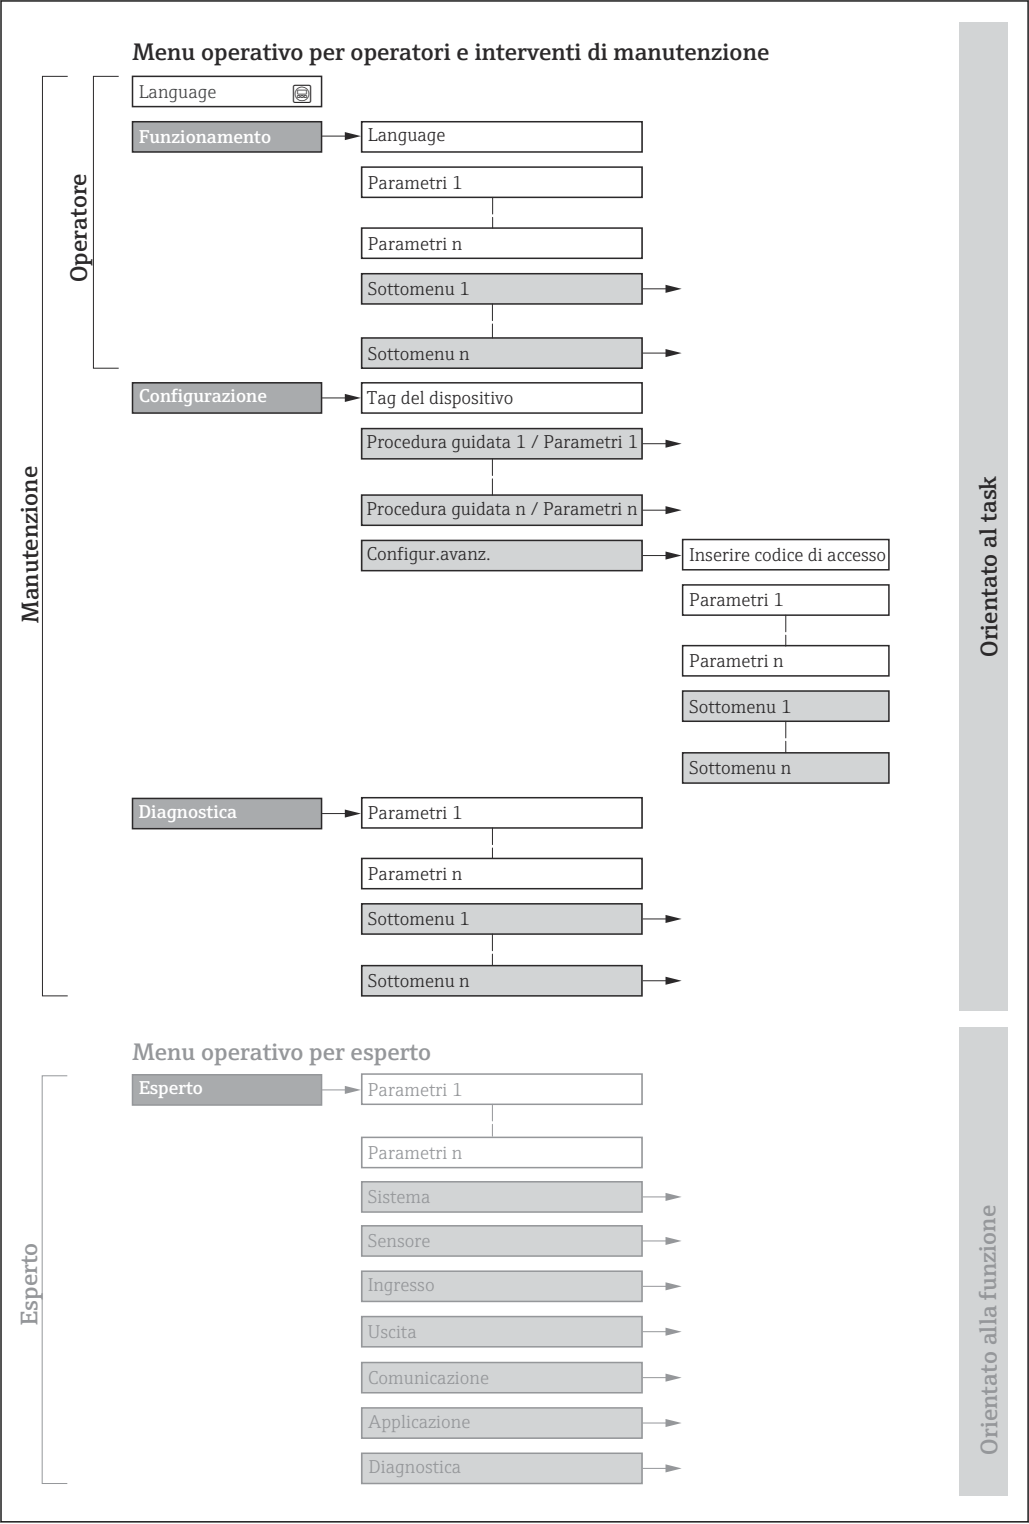 Menu operativo per operatori e interventi di manutenzione
Language
Funzionamento
Language
Parametri 1
Parametri n
Sottomenu 1
Sottomenu n
Operatore
Configurazione
Tag del dispositivo
Procedura guidata 1 / Parametri 1
Procedura guidata n / Parametri n
Configur.avanz.
Inserire codice di accesso
Parametri 1
Parametri n
Sottomenu 1
Sottomenu n
Manutenzione
Orientato al task
Diagnostica
Parametri 1
Parametri n
Sottomenu 1
Sottomenu n
Menu operativo per esperto
Esperto
Parametri 1
Parametri n
Sistema
Sensore
Ingresso
Uscita
Comunicazione
Applicazione
Diagnostica
Esperto
Orientato alla funzione